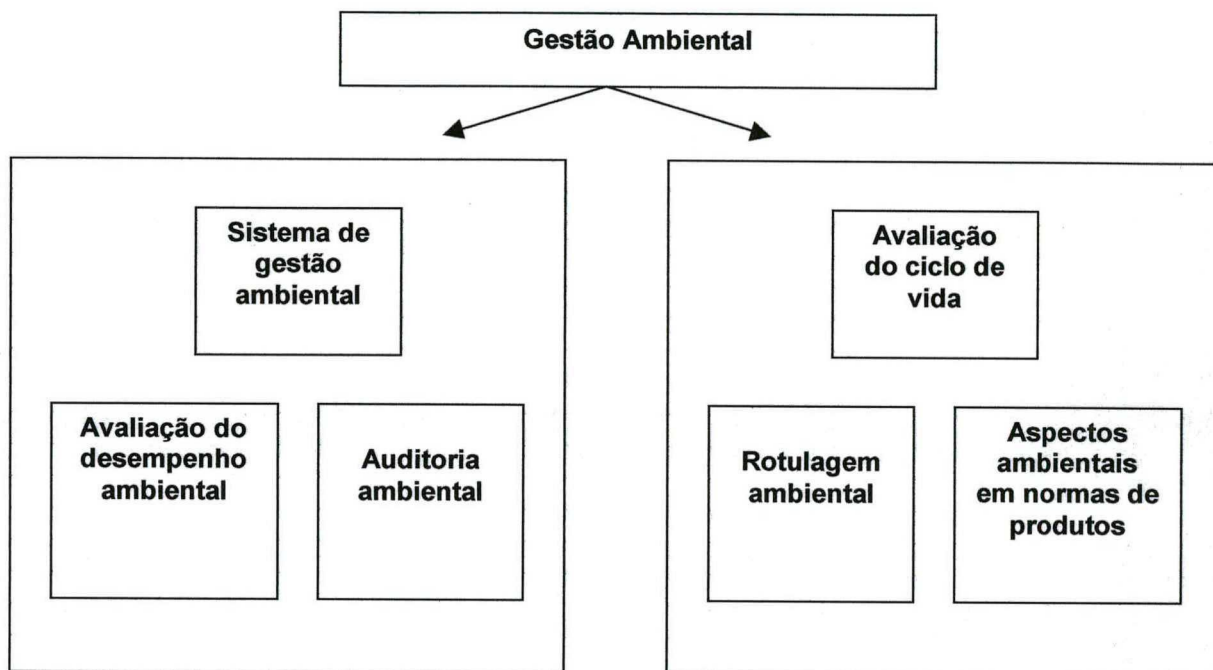 Gestão Ambiental
Sistema de
gestão
ambiental
Avaliação do
desempenho
ambiental
Auditoria
ambiental
Avaliação
do ciclo de
vida
Rotulagem
ambiental
Aspectos
ambientais
em normas de
produtos